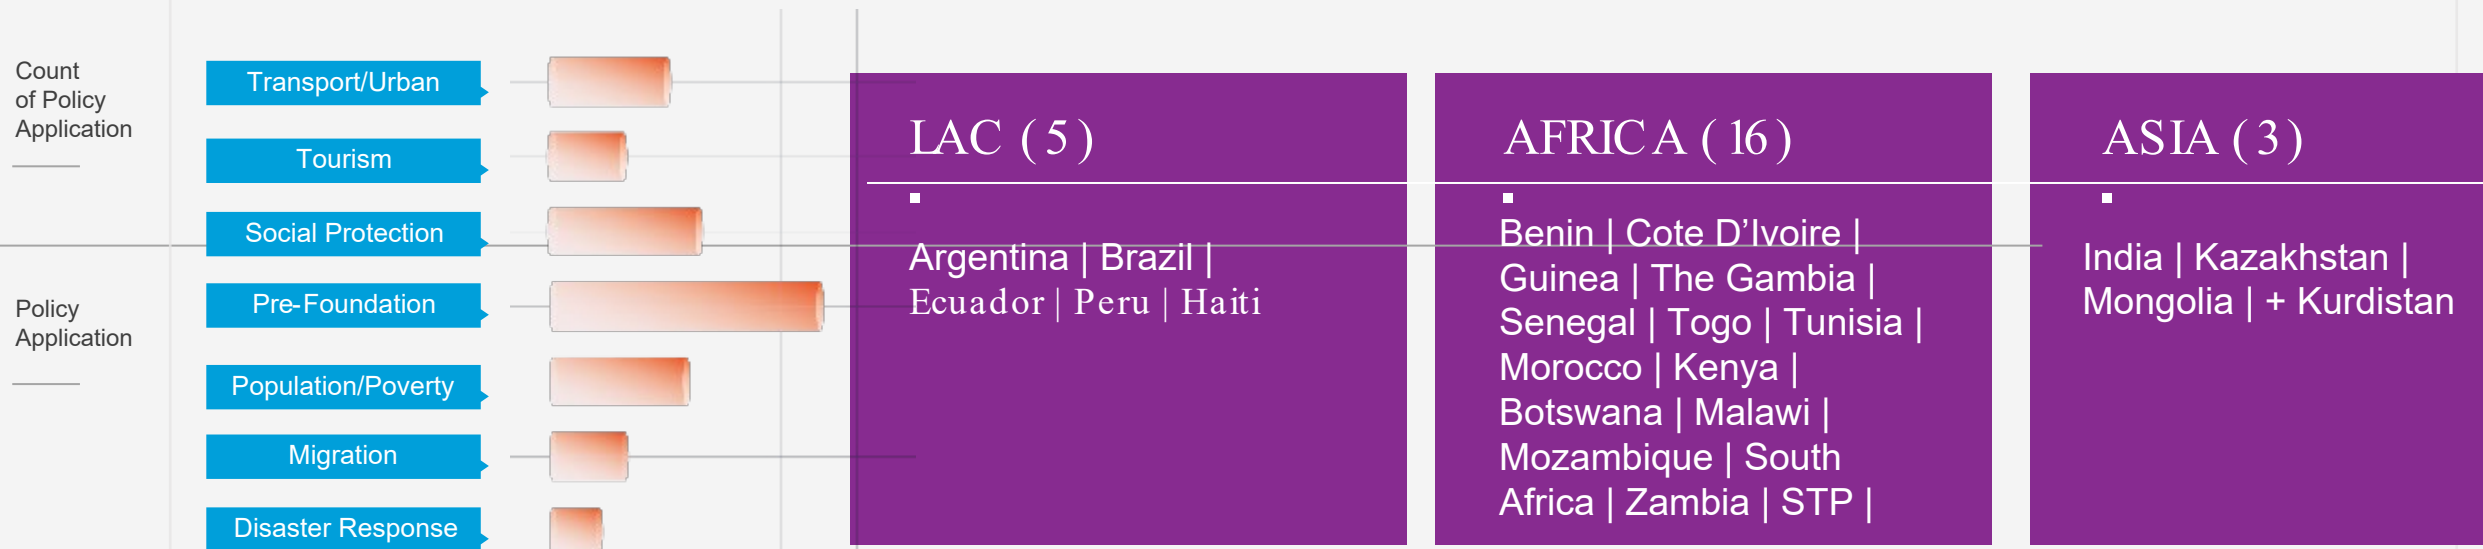 Count
of Policy
Application
Policy
Application
Transport/Urban
Tourism
Social Protection
Pre-Foundation
Population/Poverty
Migration
Disaster Response
LAC (5)
Argentina | Brazil |
Ecuador | Peru | Haiti
AFRICA (16)
Benin | Cote D’Ivoire |
Guinea | The Gambia |
Senegal | Togo | Tunisia |
Morocco | Kenya |
Botswana | Malawi |
Mozambique | South
Africa | Zambia | STP |
ASIA (3)
India | Kazakhstan |
Mongolia | + Kurdistan